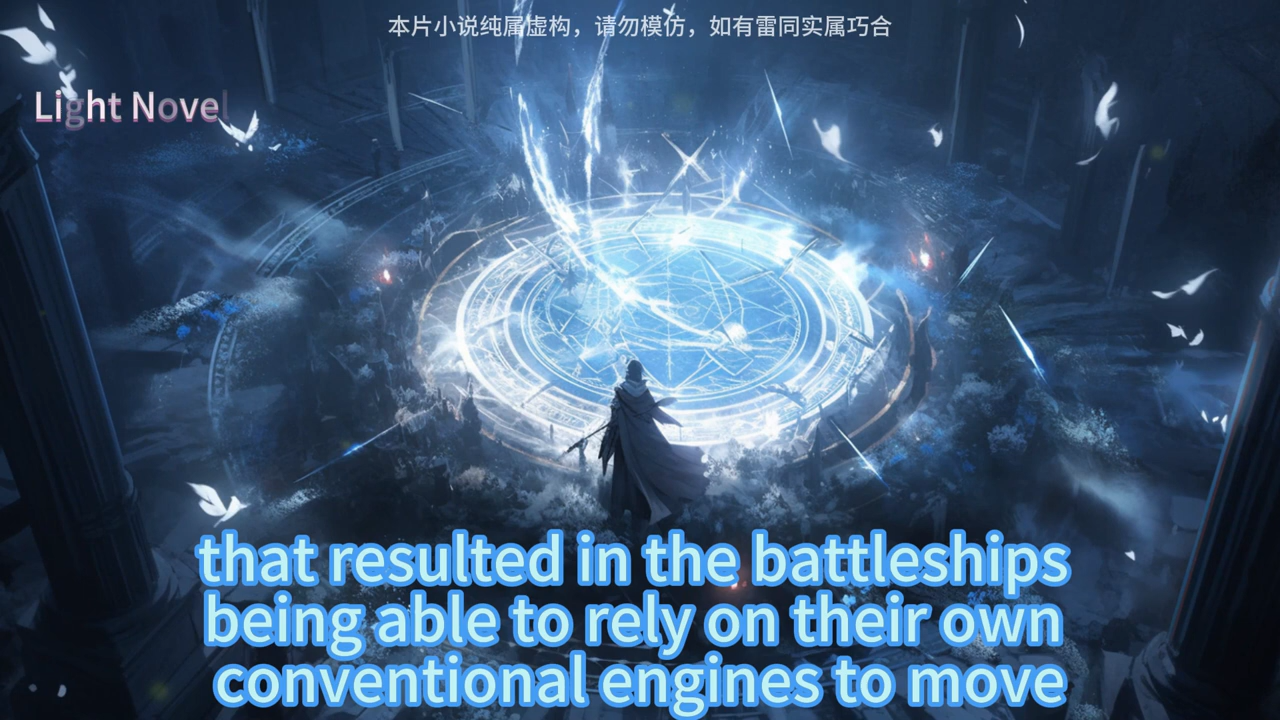 本片小说纯属虚构，请勿模仿，如有雷同实属巧合
Light Novel
that resulted in the battleships
being able to rely on their own
conventional engines to move